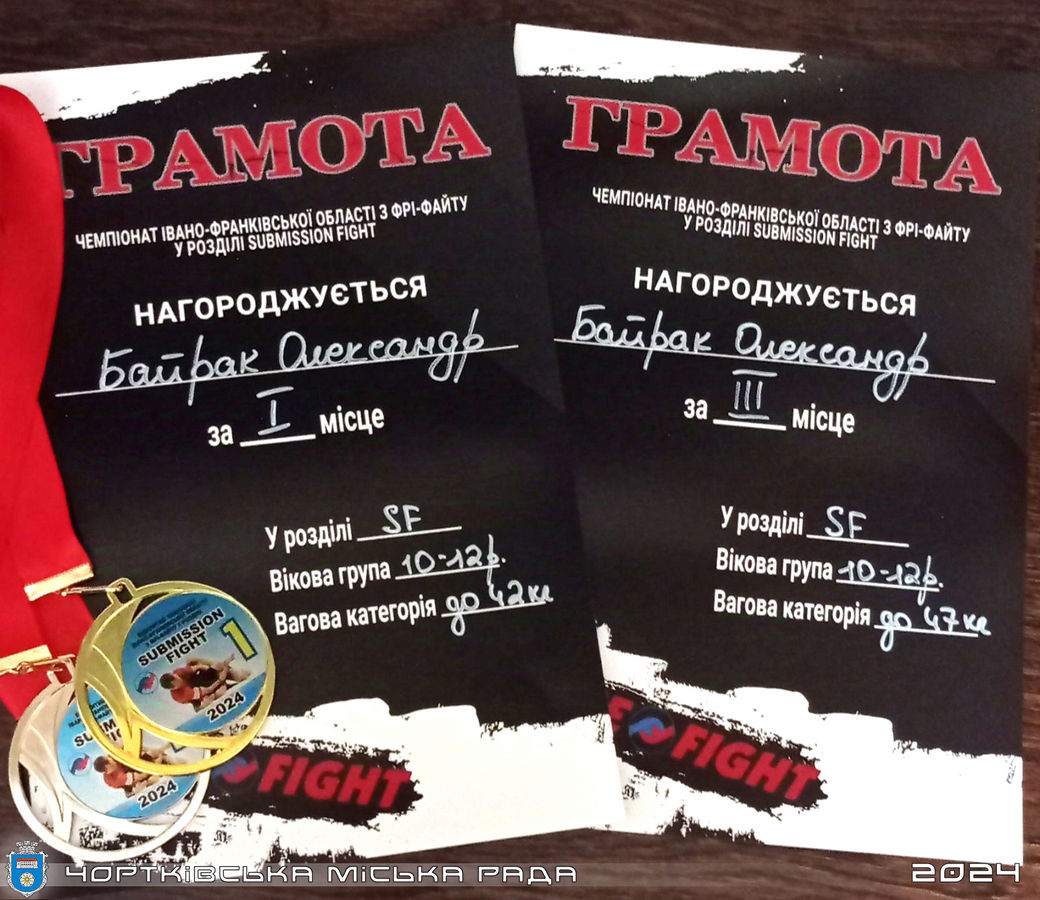 ГРАМОТА
ЧЕМПІОНАТ ІВАНО-ФРАНКІВСЬКОЇ ОБЛАСТІ З ФРІ-ФАЙТУ
У РОЗДІЛІ SUBMISSION FIGHT
НАГОРОДЖУЄТЬСЯ
Байрак Олександр
за I місце
У розділі SF
Вікова група 10-12р.
Вагова категорія до 42кг
FIGHT
ГРАМОТА
ЧЕМПІОНАТ ІВАНО-ФРАНКІВСЬКОЇ ОБЛАСТІ З ФРІ-ФАЙТУ
У РОЗДІЛІ SUBMISSION FIGHT
НАГОРОДЖУЄТЬСЯ
Байрак Олександр
за III місце
У розділі SF
Вікова група 10-12р.
Вагова категорія до 47кг
E FIGHT
SUBMISSION
FIGHT 1
2024
2024
ЧОРТКІВСЬКА МІСЬКА РАДА
2024